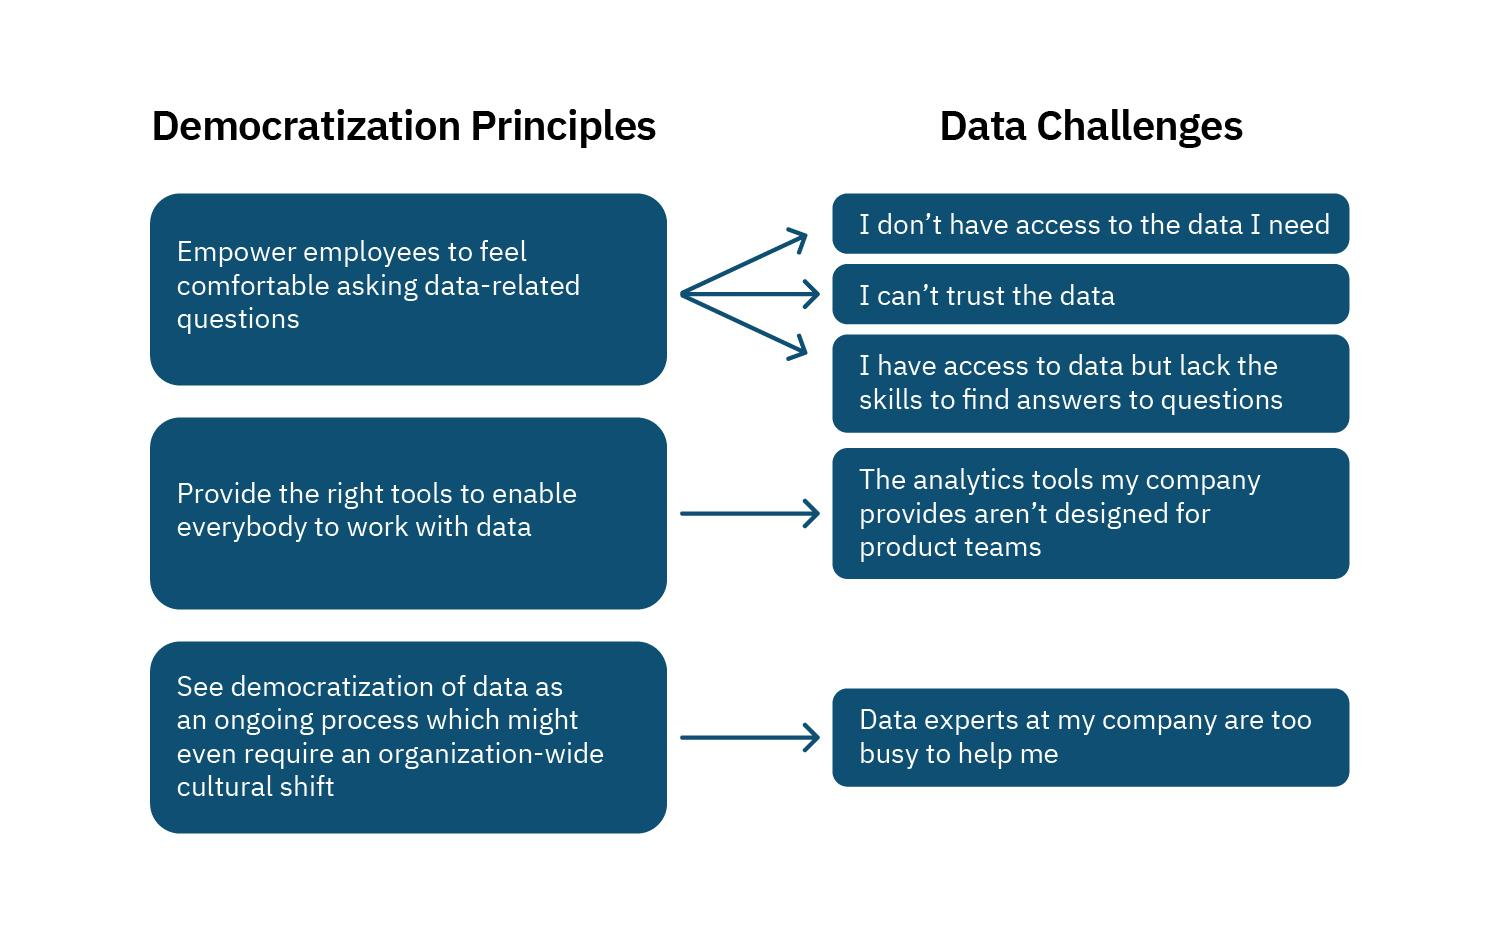 Democratization Principles
Empower employees to feel
comfortable asking data-related
questions
Provide the right tools to enable
everybody to work with data
See democratization of data as
an ongoing process which might
even require an organization-wide
cultural shift
Data Challenges
I don’t have access to the data I need
I can’t trust the data
I have access to data but lack the
skills to find answers to questions
The analytics tools my company
provides aren’t designed for
product teams
Data experts at my company are too
busy to help me